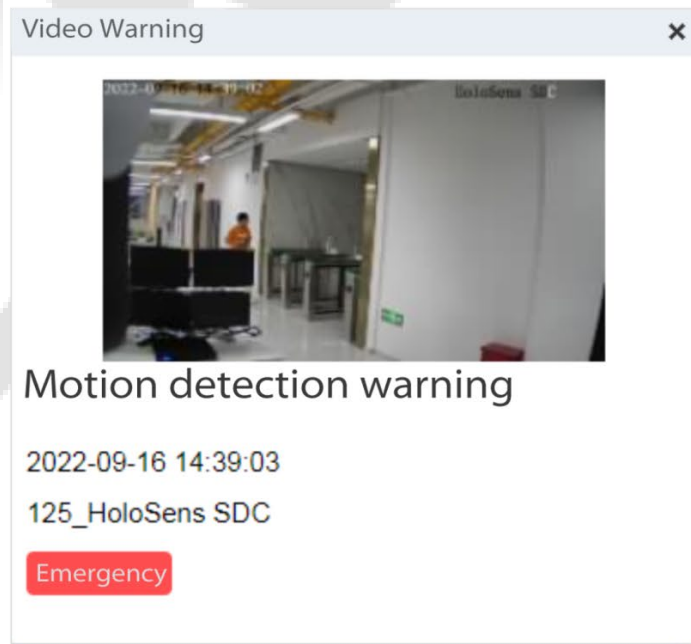 Video Warning
2022-09-16 14:39:02 HoloSens SDC
Motion detection warning
2022-09-16 14:39:03
125_HoloSens SDC
Emergency